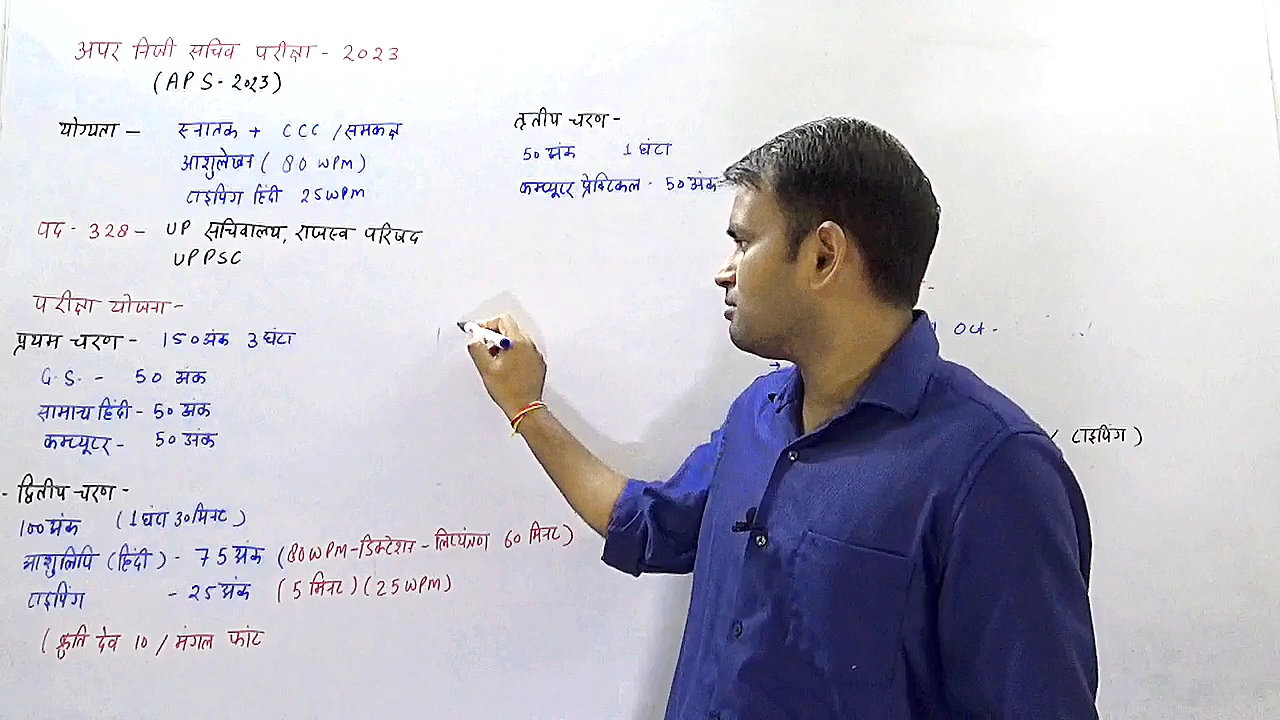 अपर निजी सचिव परीक्षा - 2023
(APS - 2023)
योग्यता - स्नातक + CCC / समकक्ष
आशुलेखन ( 80 WPM )
टाइपिंग हिंदी 25WPM
पद - 328 - UP सचिवालय, राजस्व परिषद
UPPSC
परीक्षा योजना -
प्रथम चरण - 150 अंक 3 घंटा
G.S. - 50 अंक
सामान्य हिंदी - 50 अंक
कम्प्यूटर - 50 अंक
- द्वितीय चरण -
100 अंक (1 घंटा 30 मिनट )
आशुलिपि (हिंदी) - 75 अंक (80WPM - डिक्टेशन - लिप्यंत्रण 60 मिनट)
टाइपिंग - 25 अंक (5 मिनट) (25WPM)
( क्रुति देव 10 / मंगल फांट
तृतीय चरण -
50 अंक 1 घंटा
कम्प्यूटर प्रेक्टिकल - 50 अंक
Oct -
/ टाइपिंग )